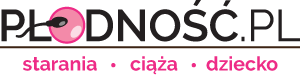 PŁODNOŚĆ.PL
starania • ciąża • dziecko